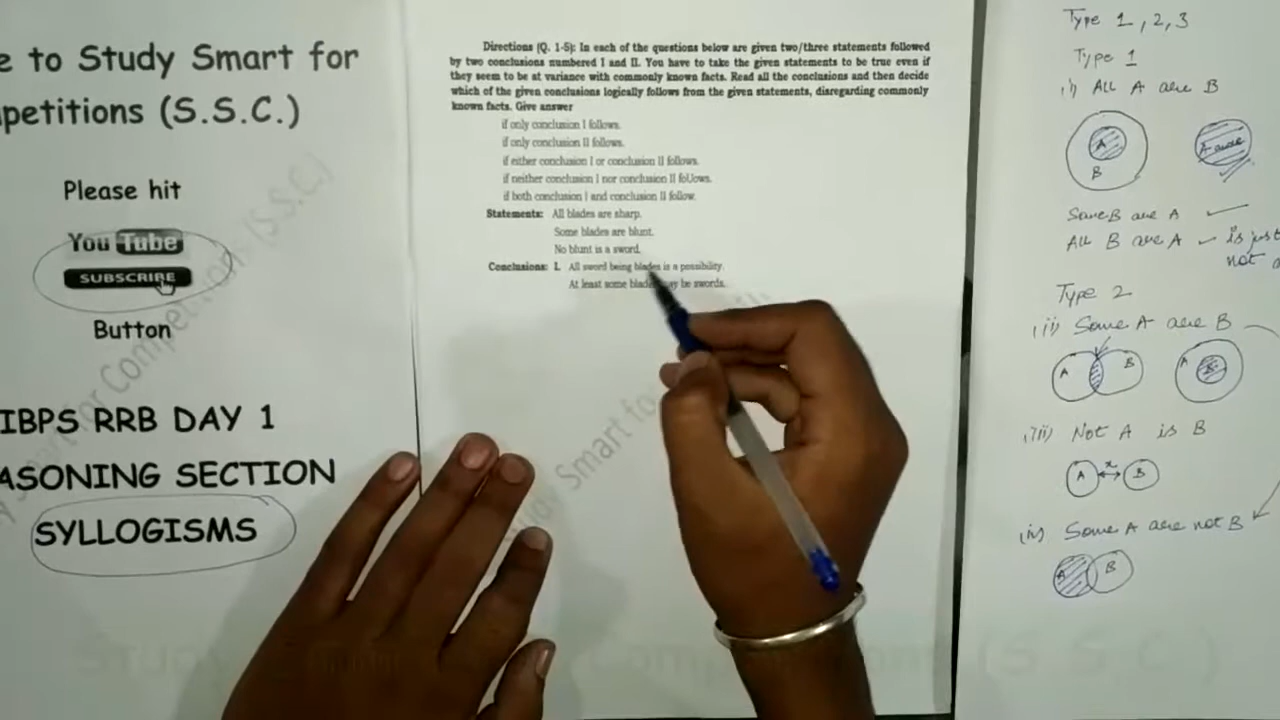 e to Study Smart for
petitions (S.S.C.)
Please hit
You Tube
SUBSCRIBE
Button
IBPS RRB DAY 1
ASONING SECTION
SYLLOGISMS
Directions (Q. 1-5): In each of the questions below are given two/three statements followed
by two conclusions numbered I and II. You have to take the given statements to be true even if
they seem to be at variance with commonly known facts. Read all the conclusions and then decide
which of the given conclusions logically follows from the given statements, disregarding commonly
known facts. Give answer
if only conclusion I follows.
if only conclusion II follows.
if either conclusion I or conclusion II follows.
if neither conclusion I nor conclusion II foUows.
if both conclusion I and conclusion II follow.
Statements: All blades are sharp.
Some blades are blunt.
No blunt is a sword.
Conclusions: I. All sword being blades is a possibility.
At least some blades may be swords.
Type 1, 2, 3
Type 1
(i) All A are B
A
B
A
Some B are A
All B are A is just
not
Type 2
(ii) Some A are B
A B
A B
(iii) Not A is B
A x B
(iv) Some A are not B
A B